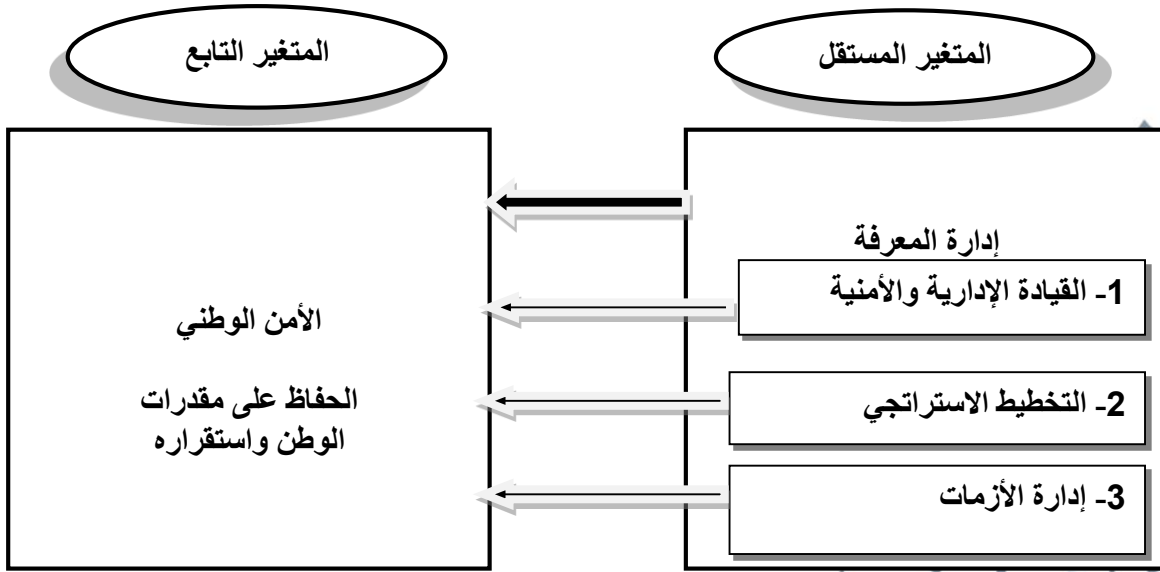 المتغير المستقل
المتغير التابع
إدارة المعرفة
1- القيادة الإدارية والأمنية
2- التخطيط الاستراتجي
3- إدارة الأزمات
الأمن الوطني
الحفاظ على مقدرات
الوطن واستقراره